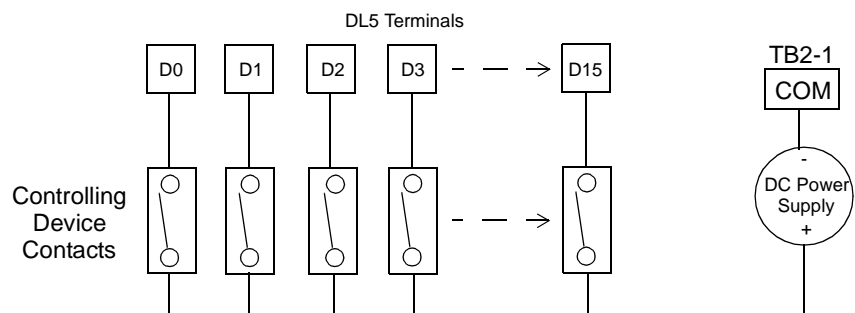 DL5 Terminals
D0 D1 D2 D3 D15
TB2-1
COM
Controlling
Device
Contacts
-
DC Power
Supply
+